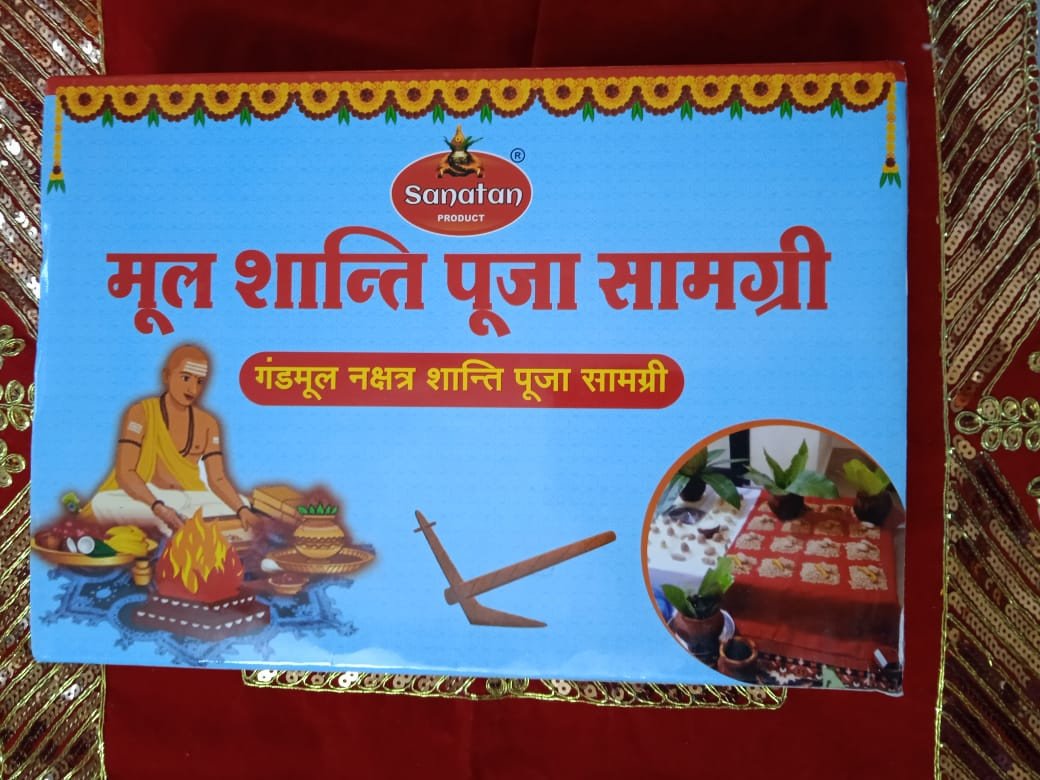 ®
Sanatan
PRODUCT
मूल शान्ति पूजा सामग्री
गंडमूल नक्षत्र शान्ति पूजा सामग्री